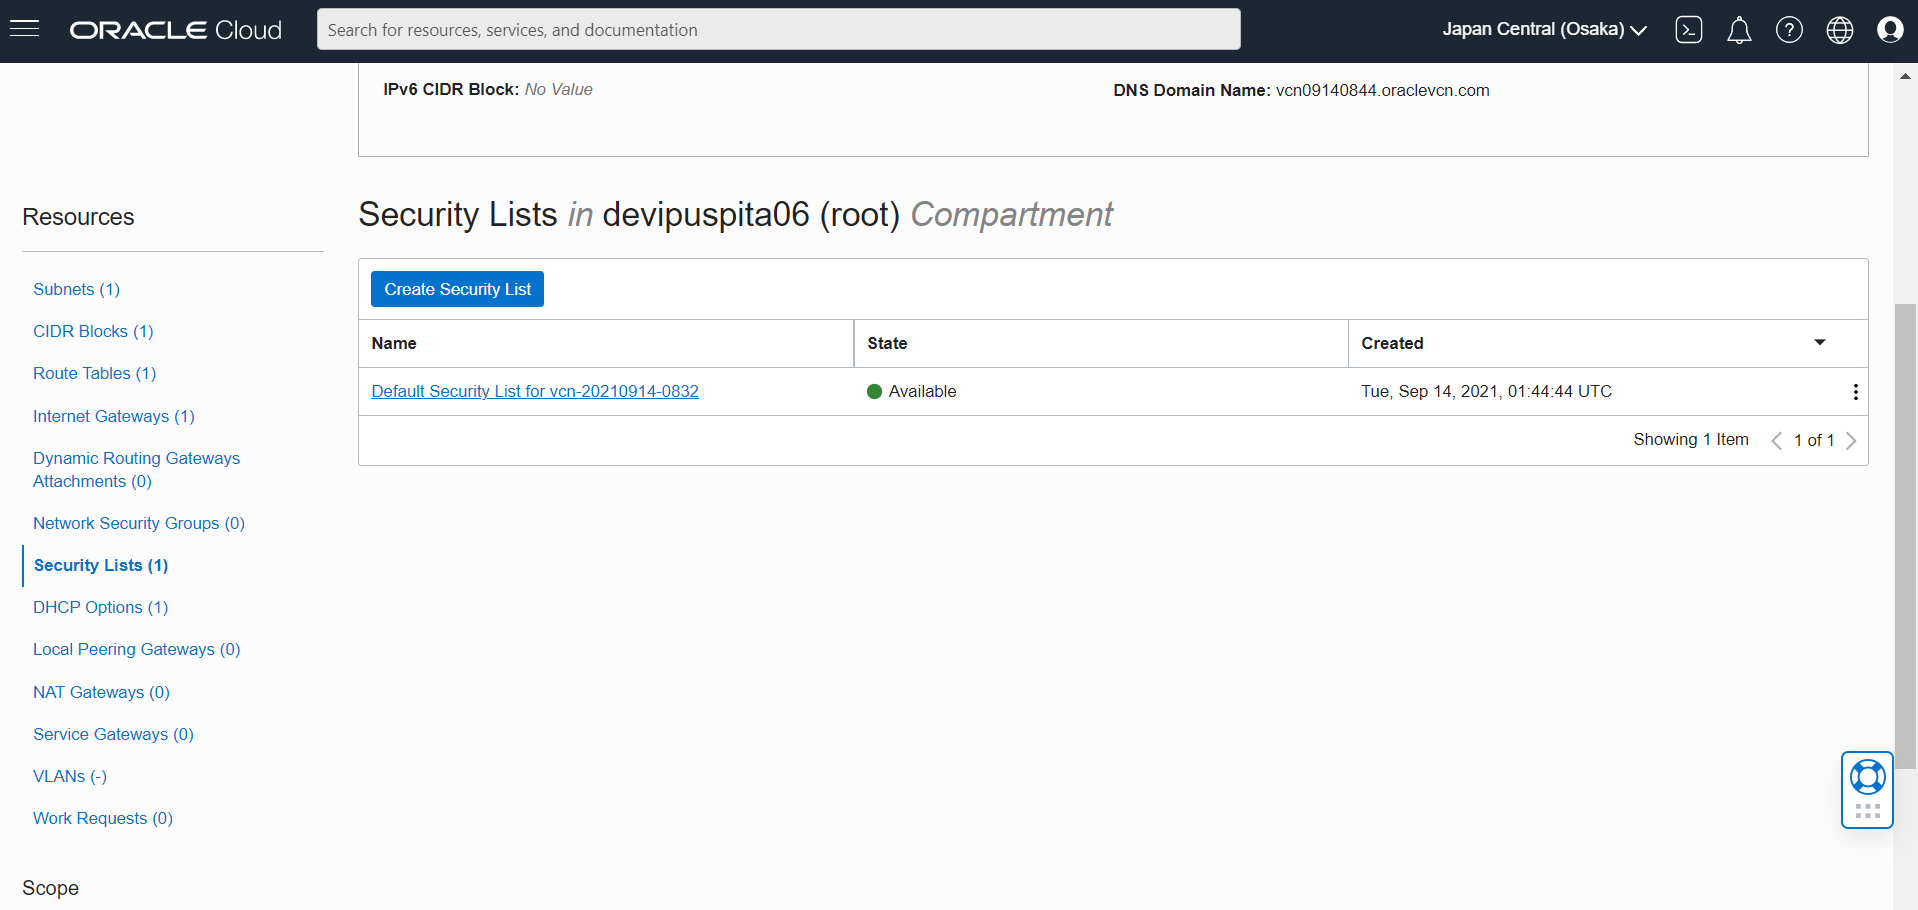 ORACLE Cloud
Search for resources, services, and documentation
Japan Central (Osaka)
IPv6 CIDR Block: No Value
DNS Domain Name: vcn09140844.oraclevcn.com
Resources
Subnets (1)
CIDR Blocks (1)
Route Tables (1)
Internet Gateways (1)
Dynamic Routing Gateways
Attachments (0)
Network Security Groups (0)
Security Lists (1)
DHCP Options (1)
Local Peering Gateways (0)
NAT Gateways (0)
Service Gateways (0)
VLANs (-)
Work Requests (0)
Scope
Security Lists in devipuspita06 (root) Compartment
Create Security List
Name State Created
Default Security List for vcn-20210914-0832 Available Tue, Sep 14, 2021, 01:44:44 UTC
Showing 1 Item 1 of 1